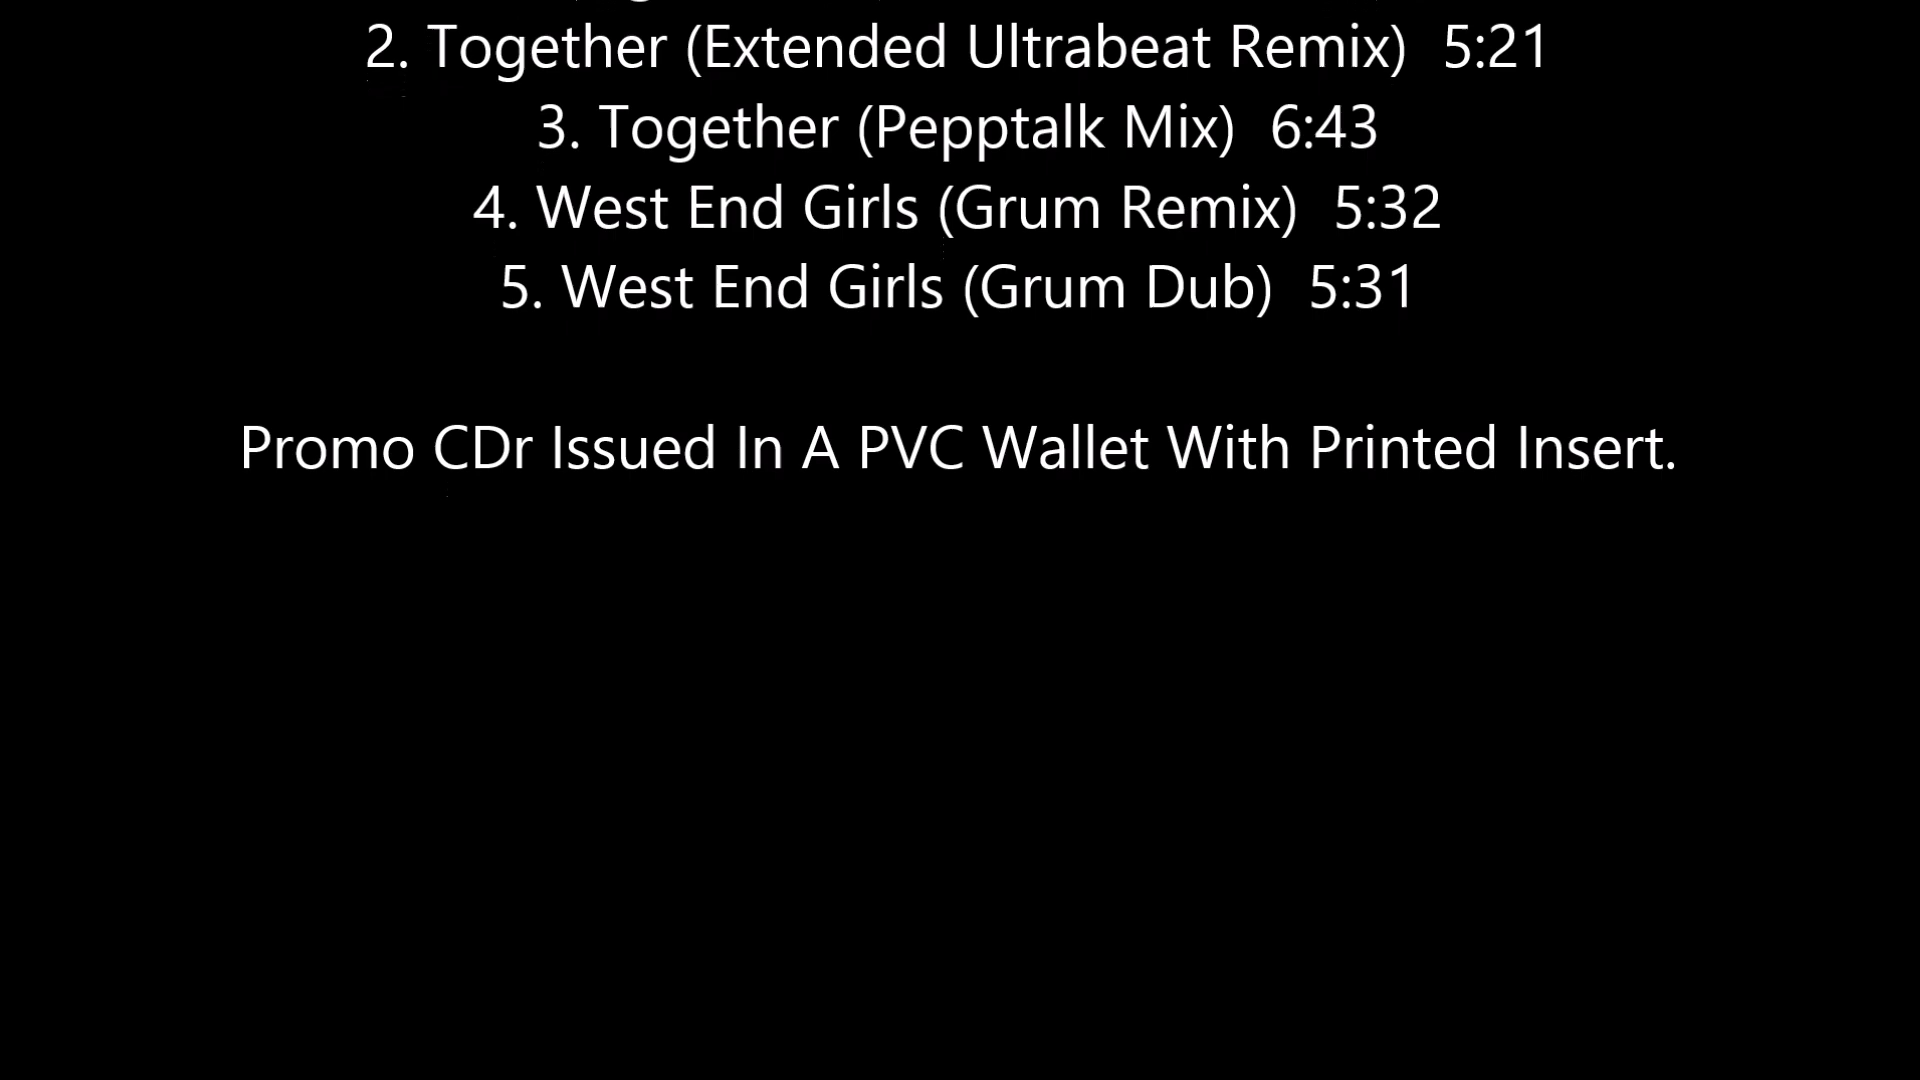 2. Together (Extended Ultrabeat Remix)  5:21
3. Together (Pepptalk Mix)  6:43
4. West End Girls (Grum Remix)  5:32
5. West End Girls (Grum Dub)  5:31
Promo CDr Issued In A PVC Wallet With Printed Insert.